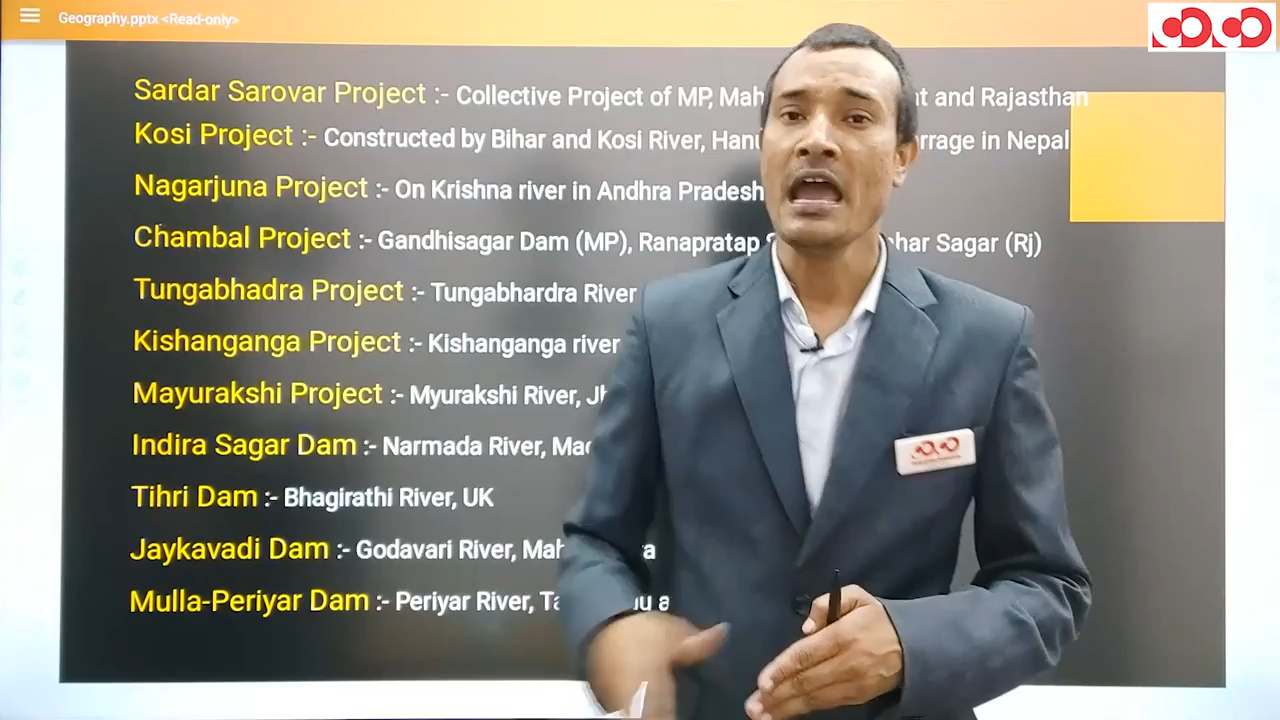 Geography.pptx <Read-only>
Sardar Sarovar Project :- Collective Project of MP, and Rajasthan
Kosi Project :- Constructed by Bihar and Kosi River, in Nepal
Nagarjuna Project :- On Krishna river in Andhra Pradesh
Chambal Project :- Gandhisagar Dam (MP), Ranapratap Sagar (Rj)
Tungabhadra Project :- Tungabhardra River
Kishanganga Project :- Kishanganga river
Mayurakshi Project :- Myurakshi River,
Indira Sagar Dam :- Narmada River,
Tihri Dam :- Bhagirathi River, UK
Jaykavadi Dam :- Godavari River,
Mulla-Periyar Dam :- Periyar River,